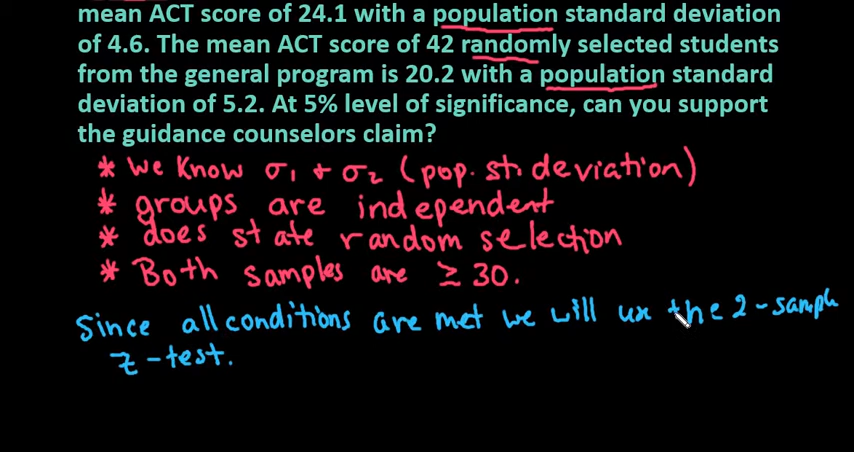 mean ACT score of 24.1 with a population standard deviation
of 4.6. The mean ACT score of 42 randomly selected students
from the general program is 20.2 with a population standard
deviation of 5.2. At 5% level of significance, can you support
the guidance counselors claim?
* We know σ1 + σ2 (pop. st. deviation)
* groups are independent
* does state random selection
* Both samples are ≥ 30.
Since all conditions are met we will use the 2-sample
z-test.